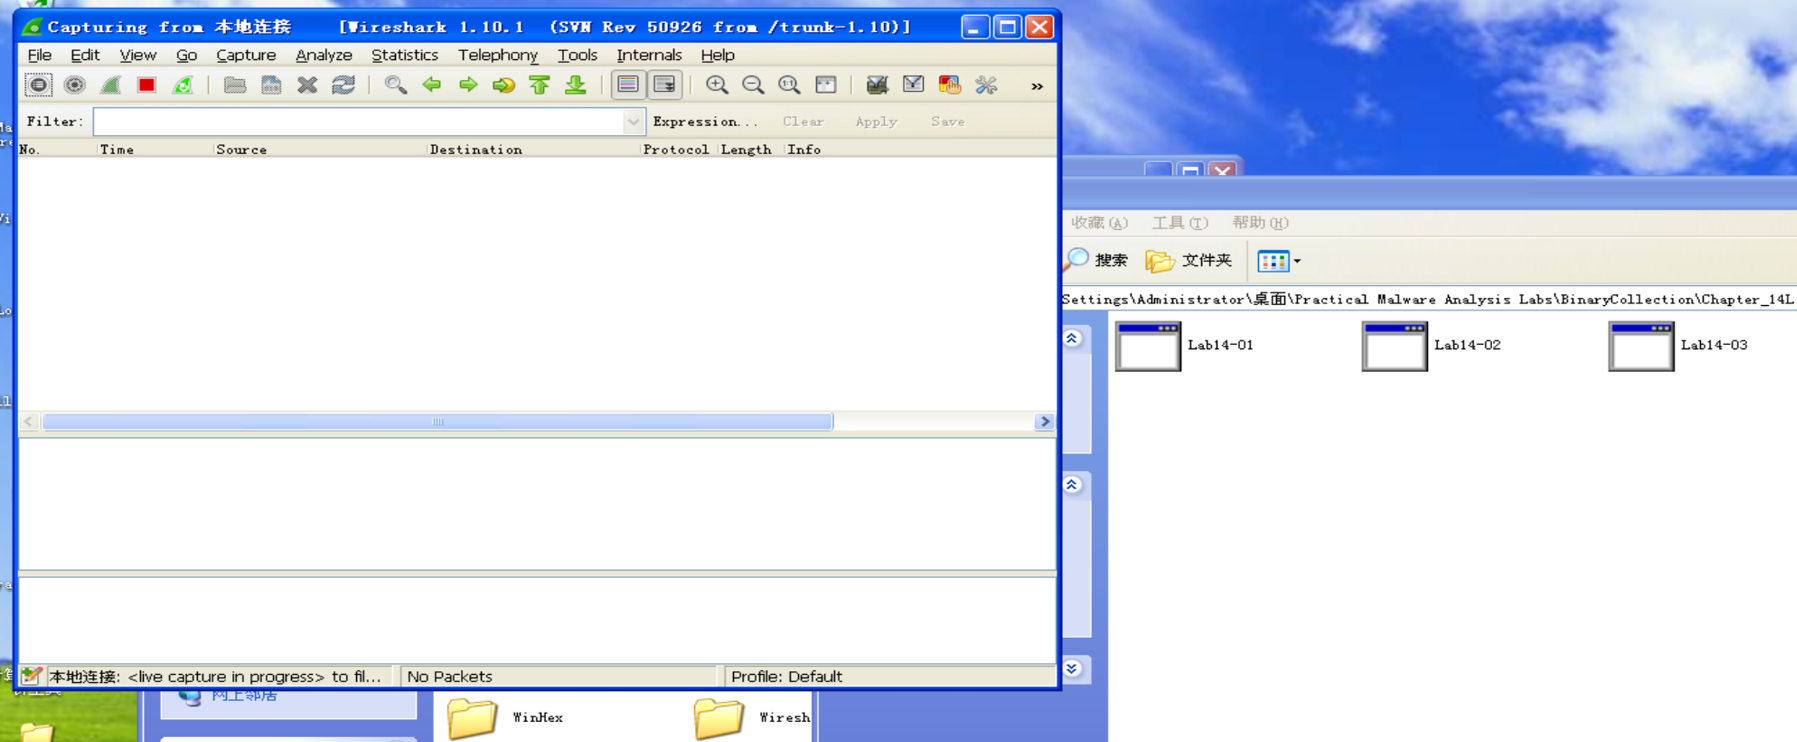 Capturing from 本地连接 [Wireshark 1.10.1 (SVN Rev 50926 from /trunk-1.10)]
File Edit View Go Capture Analyze Statistics Telephony Tools Internals Help
Filter: Expression... Clear Apply Save
No. Time Source Destination Protocol Length Info
收藏(A) 工具(T) 帮助(H)
搜索 文件夹
Settings\Administrator\桌面\Practical Malware Analysis Labs\BinaryCollection\Chapter_14L
Lab14-01 Lab14-02 Lab14-03
本地连接: <live capture in progress> to fil... No Packets Profile: Default
网上邻居
WinHex Wiresh